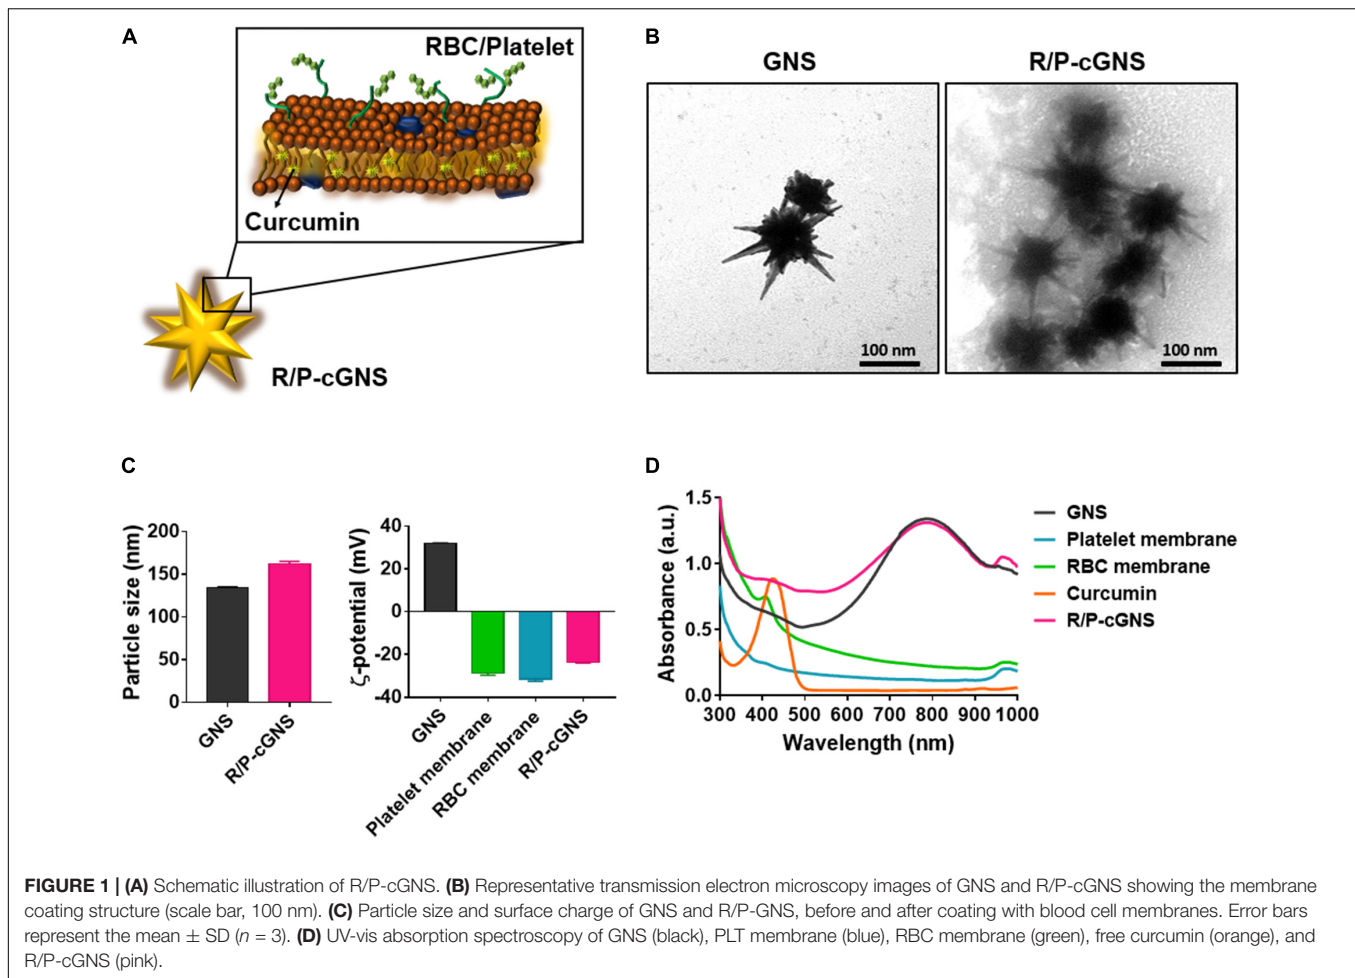 A
RBC/Platelet
Curcumin
R/P-cGNS
B
GNS
R/P-cGNS
100 nm
100 nm
C
Particle size (nm)
200
150
100
50
0
GNS
R/P-cGNS
ζ-potential (mV)
40
20
0
-20
-40
GNS
Platelet membrane
RBC membrane
R/P-cGNS
D
Absorbance (a.u.)
1.5
1.0
0.5
0.0
300 400 500 600 700 800 900 1000
Wavelength (nm)
GNS
Platelet membrane
RBC membrane
Curcumin
R/P-cGNS
FIGURE 1 | (A) Schematic illustration of R/P-cGNS. (B) Representative transmission electron microscopy images of GNS and R/P-cGNS showing the membrane
coating structure (scale bar, 100 nm). (C) Particle size and surface charge of GNS and R/P-GNS, before and after coating with blood cell membranes. Error bars
represent the mean ± SD (n = 3). (D) UV-vis absorption spectroscopy of GNS (black), PLT membrane (blue), RBC membrane (green), free curcumin (orange), and
R/P-cGNS (pink).